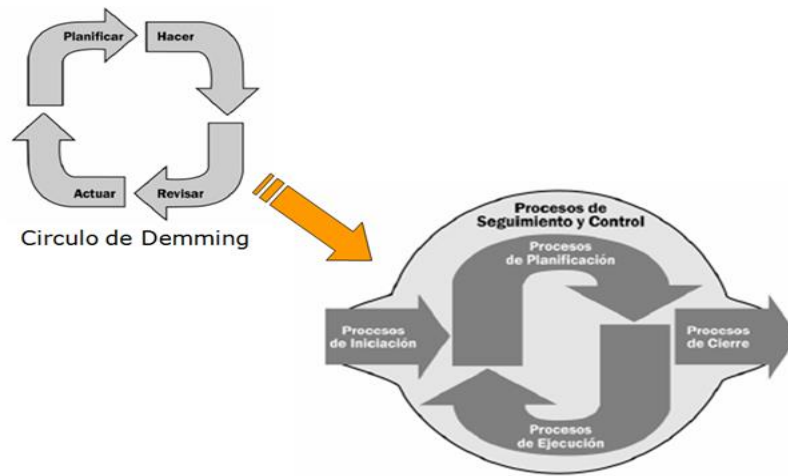 Planificar
Hacer
Actuar
Revisar
Circulo de Demming
Procesos de
Seguimiento y Control
Procesos
de Planificación
Procesos
de Iniciación
Procesos
de Cierre
Procesos
de Ejecución